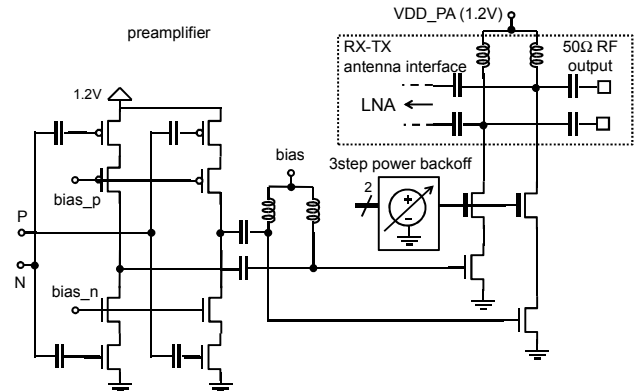 preamplifier
VDD_PA (1.2V)
RX-TX
antenna interface
50Ω RF
output
LNA
1.2V
bias
3step power backoff
2
bias_p
P
N
bias_n
+
-